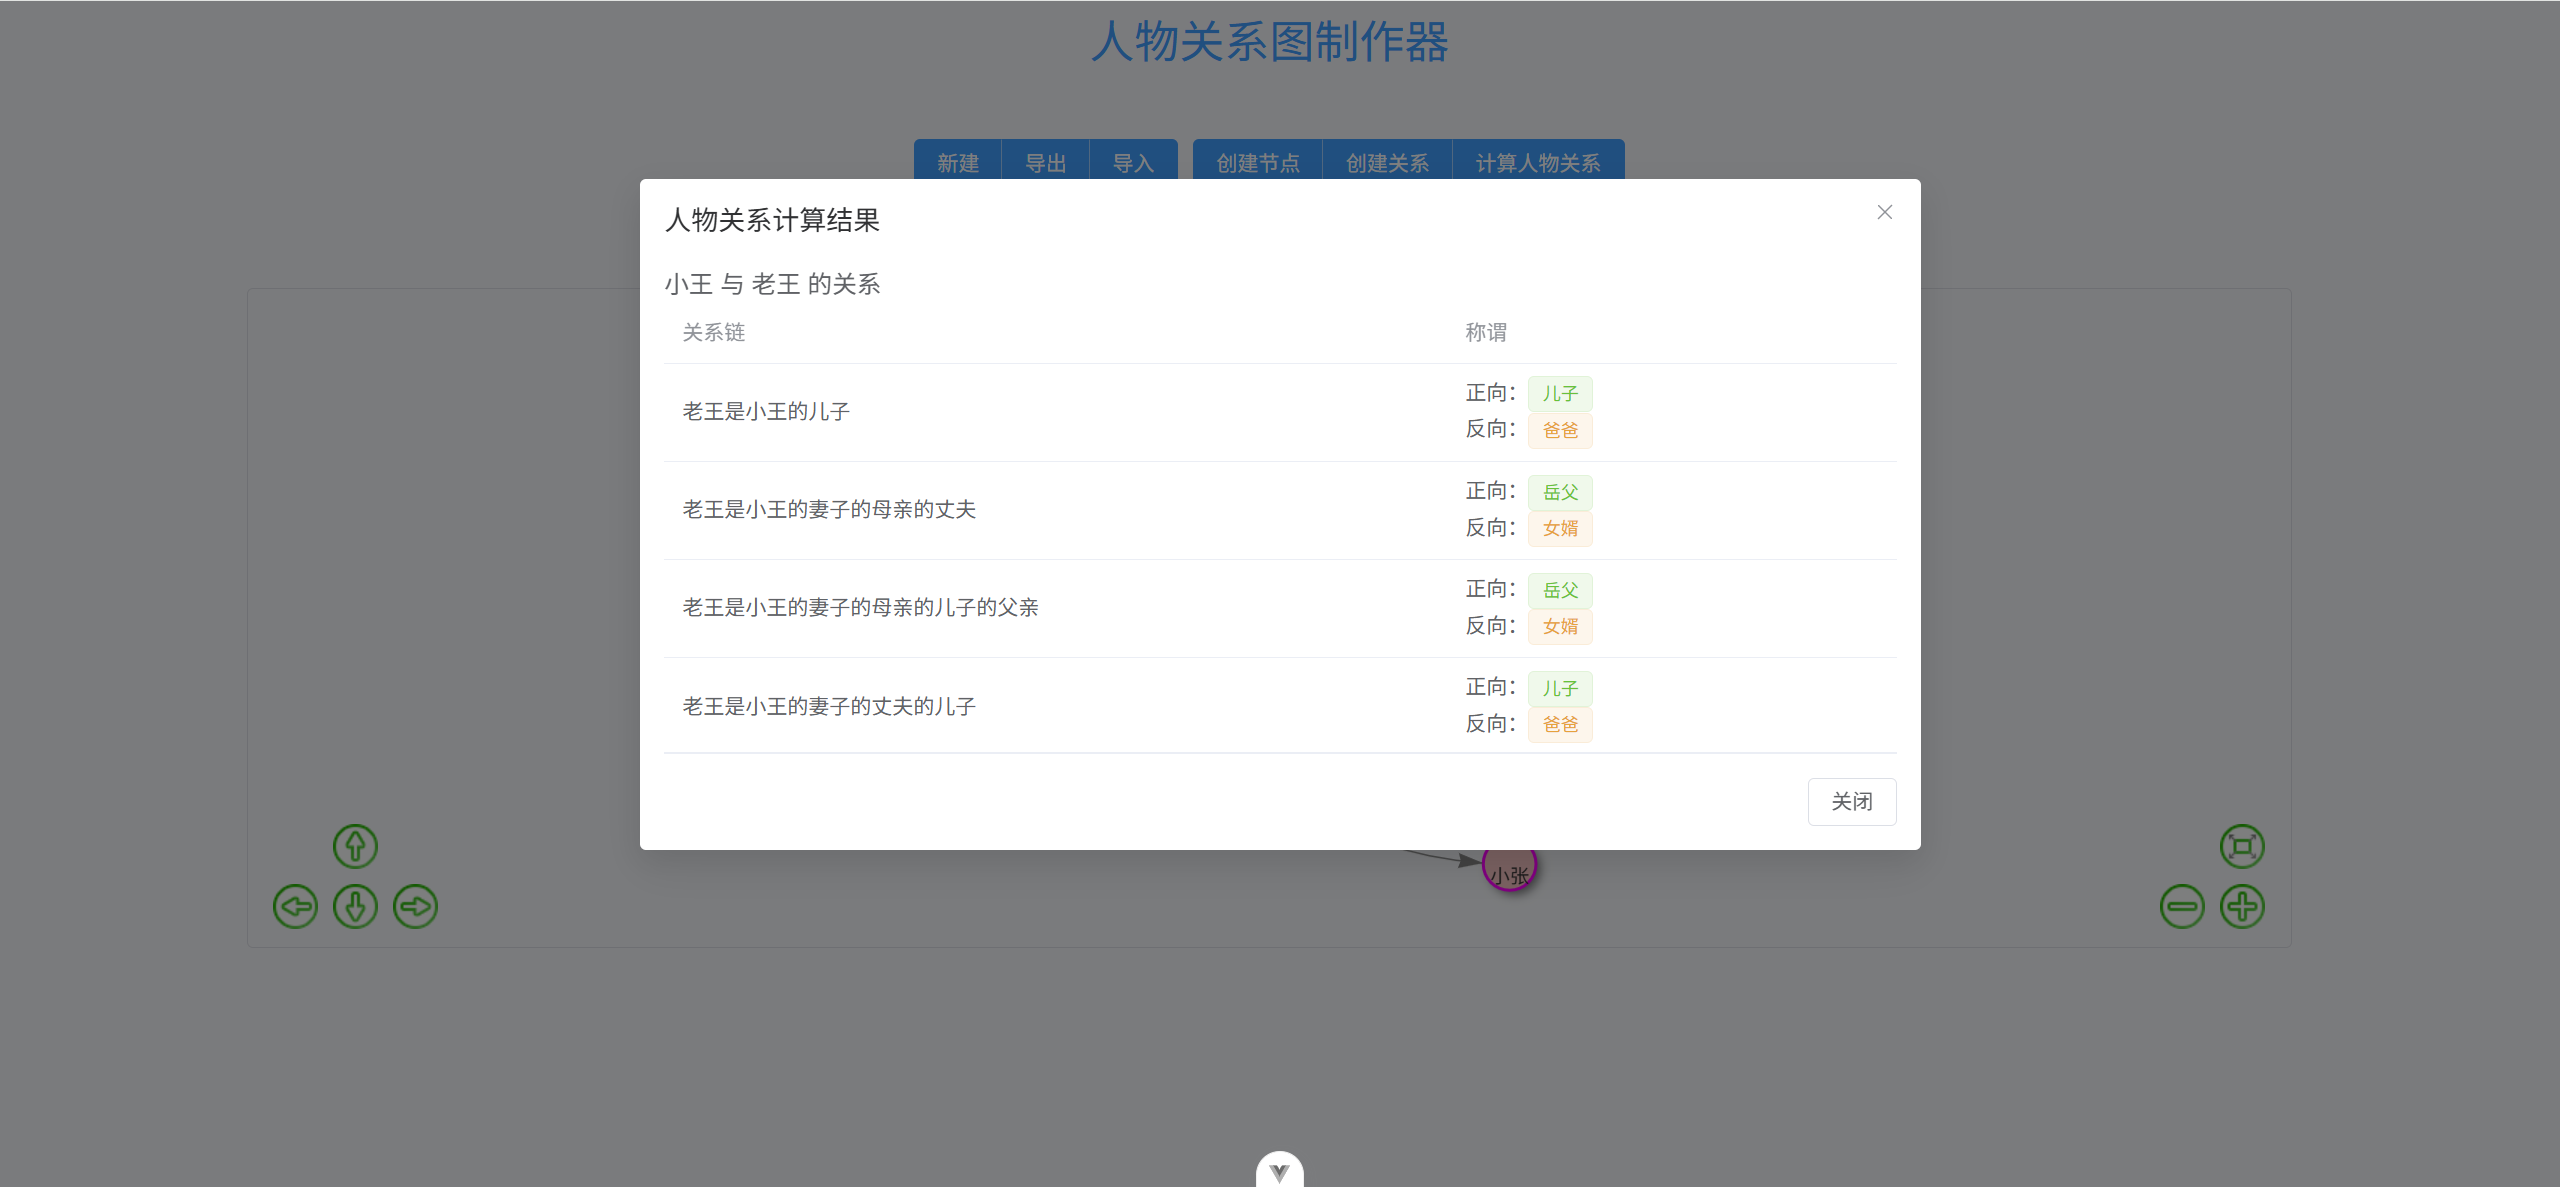 人物关系图制作器
新建 导出 导入 创建节点 创建关系 计算人物关系
人物关系计算结果
小王 与 老王 的关系
关系链 称谓
老王是小王的儿子
正向: 儿子
反向: 爸爸
老王是小王的妻子的母亲的丈夫
正向: 岳父
反向: 女婿
老王是小王的妻子的母亲的儿子的父亲
正向: 岳父
反向: 女婿
老王是小王的妻子的丈夫的儿子
正向: 儿子
反向: 爸爸
关闭
小张